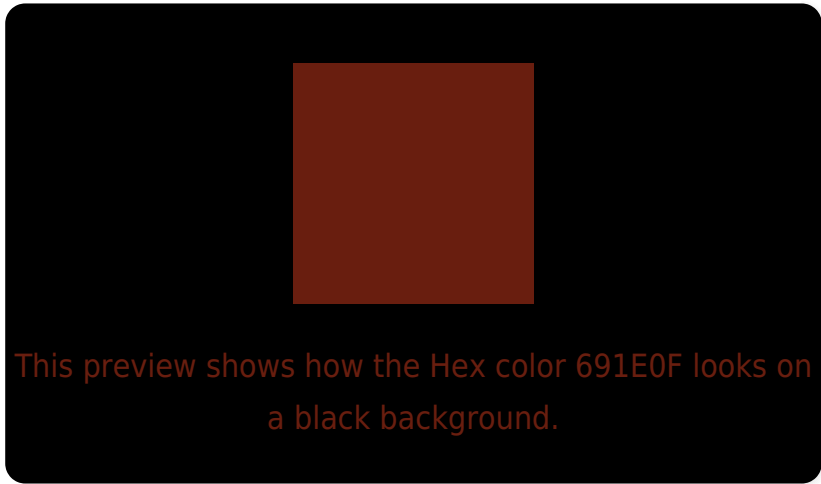 This preview shows how the Hex color 691E0F looks on
a black background.